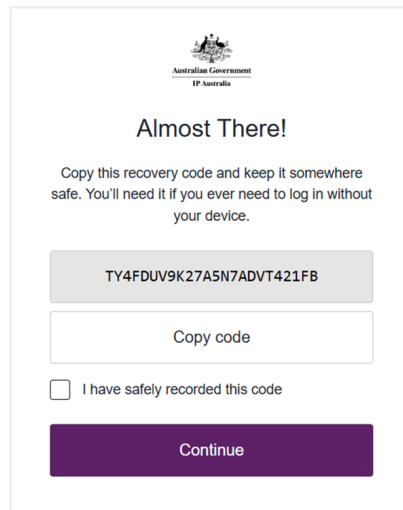 Australian Government
IP Australia
Almost There!
Copy this recovery code and keep it somewhere
safe. You'll need it if you ever need to log in without
your device.
TY4FDUV9K27A5N7ADVT421FB
Copy code
I have safely recorded this code
Continue